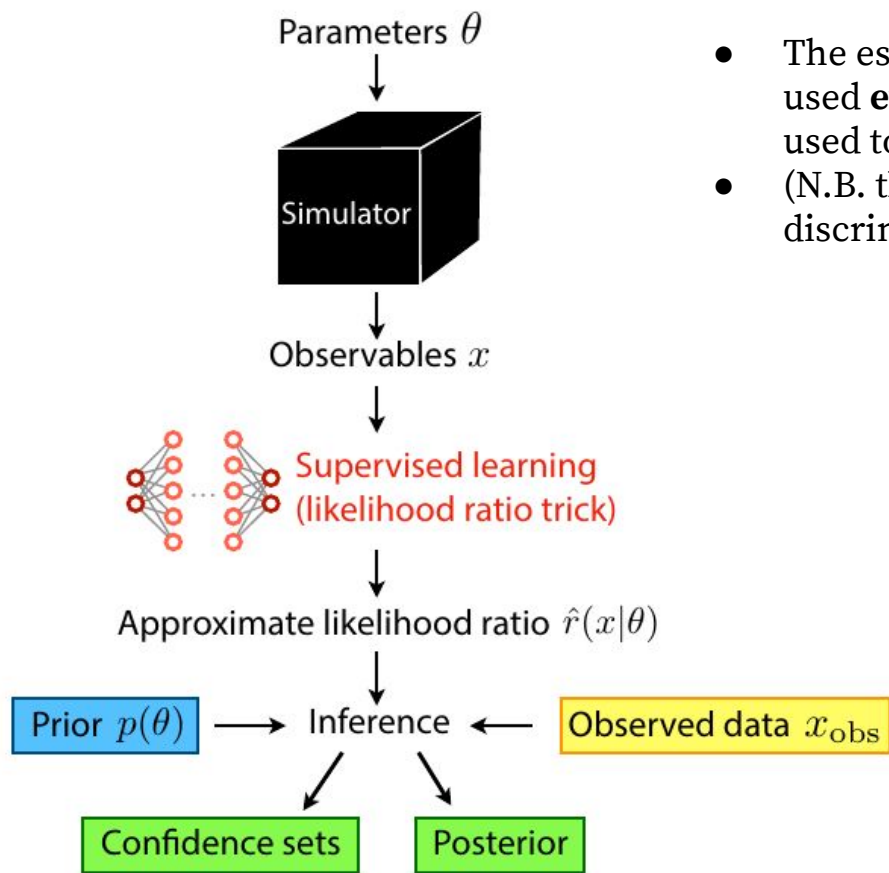 Parameters θ
Simulator
Observables x
Supervised learning
(likelihood ratio trick)
Approximate likelihood ratio r̂(x|θ)
Prior p(θ)
Inference
Observed data x_obs
Confidence sets
Posterior
● The es
used e
used to
● (N.B. t
discri